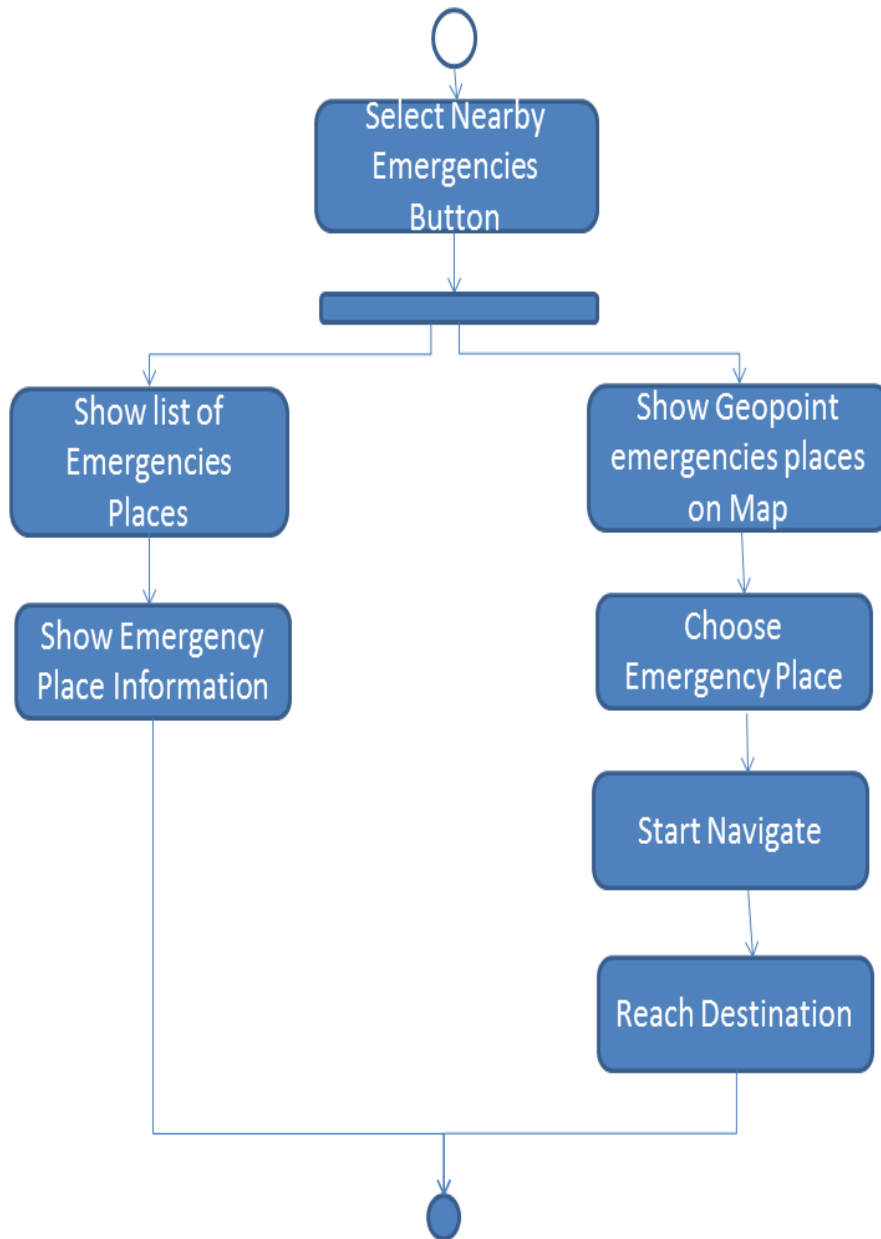 Select Nearby
Emergencies
Button
Show list of
Emergencies
Places
Show Geopoint
emergencies places
on Map
Show Emergency
Place Information
Choose
Emergency Place
Start Navigate
Reach Destination